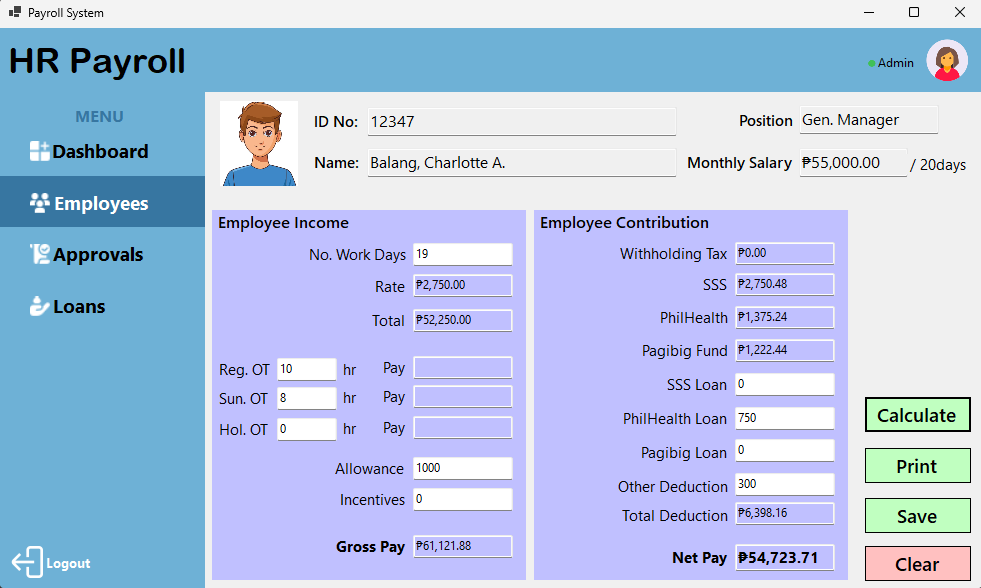 Payroll System
HR Payroll
Admin
MENU
Dashboard
Employees
Approvals
Loans
Logout
ID No: 12347
Position Gen. Manager
Name: Balang, Charlotte A.
Monthly Salary ₱55,000.00 / 20days
Employee Income
No. Work Days 19
Rate ₱2,750.00
Total ₱52,250.00
Reg. OT 10 hr Pay
Sun. OT 8 hr Pay
Hol. OT 0 hr Pay
Allowance 1000
Incentives 0
Gross Pay ₱61,121.88
Employee Contribution
Withholding Tax ₱0.00
SSS ₱2,750.48
PhilHealth ₱1,375.24
Pagibig Fund ₱1,222.44
SSS Loan 0
PhilHealth Loan 750
Pagibig Loan 0
Other Deduction 300
Total Deduction ₱6,398.16
Net Pay ₱54,723.71
Calculate
Print
Save
Clear